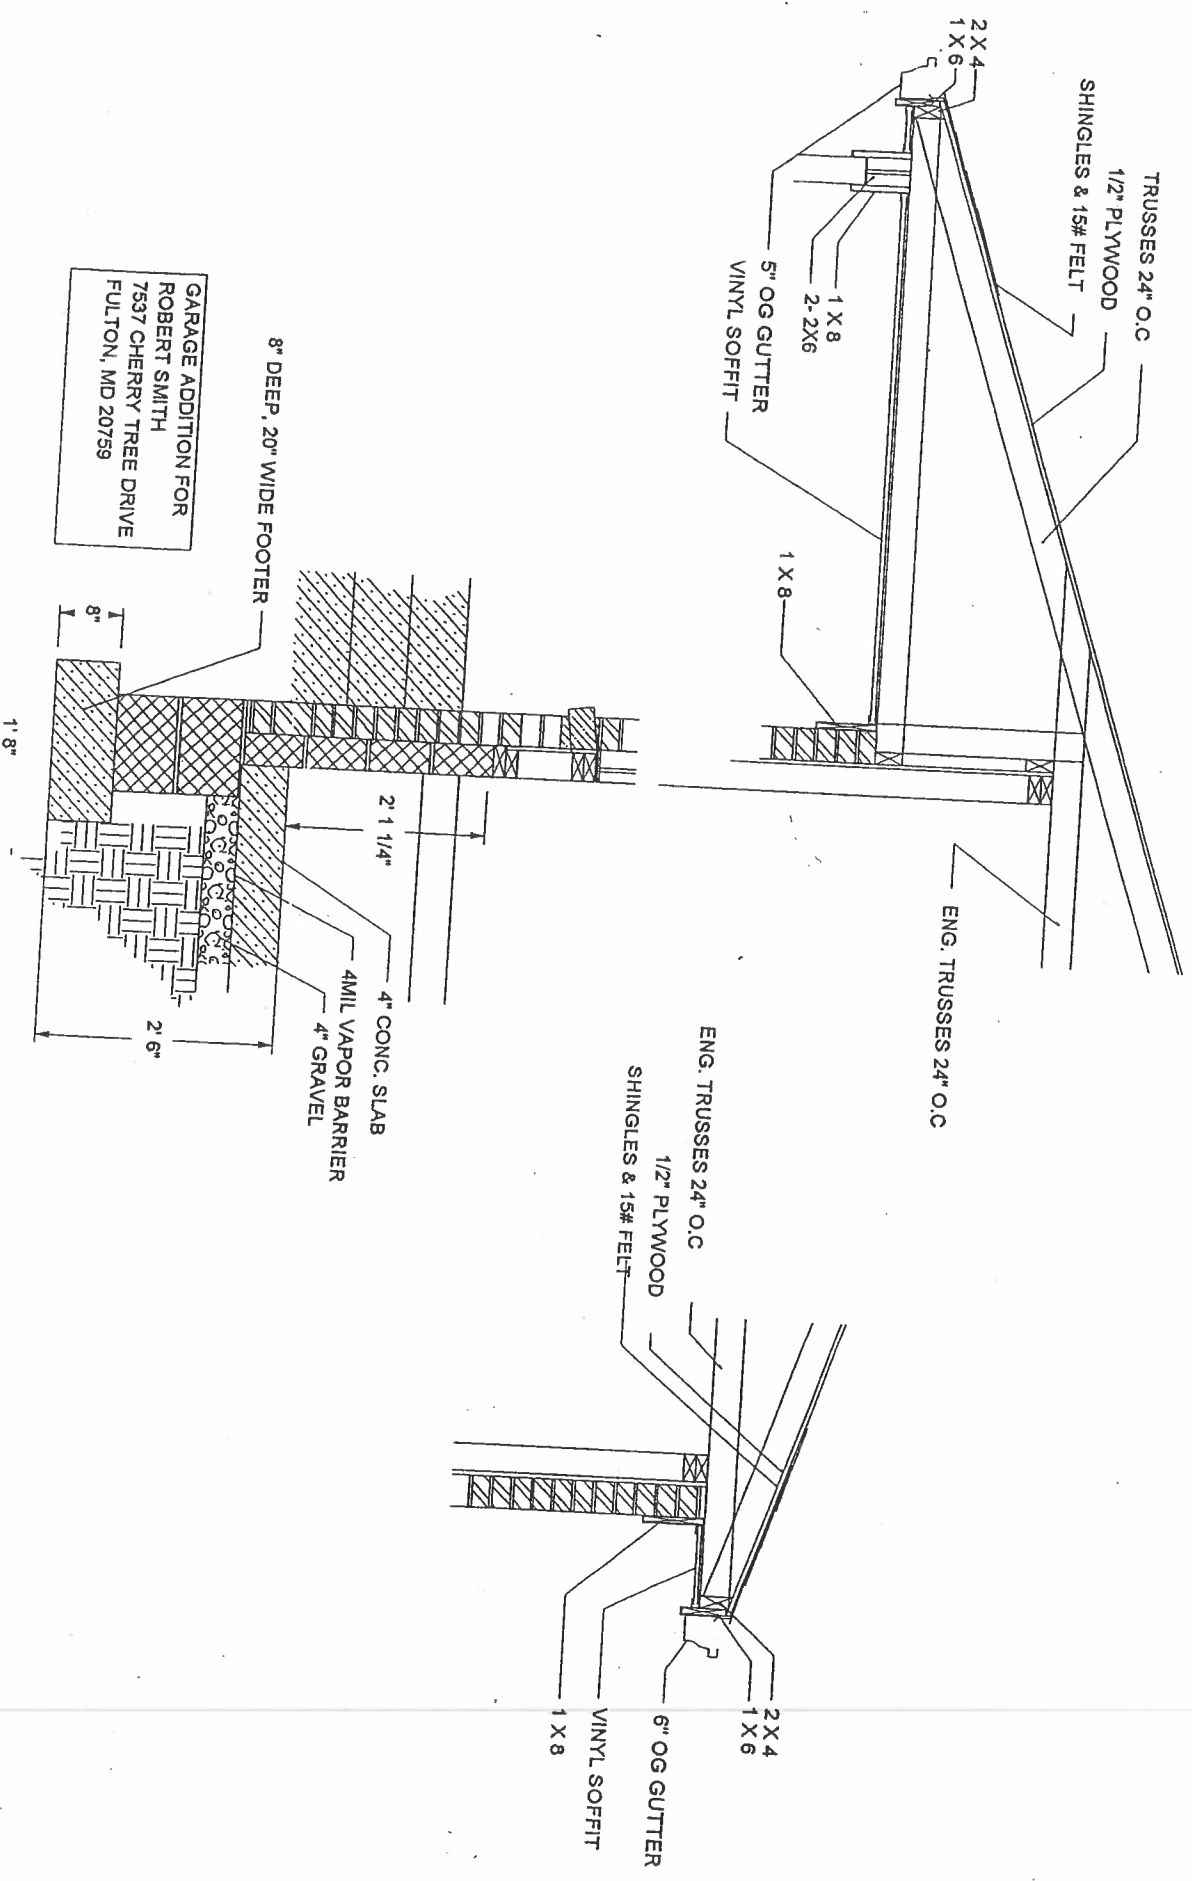 TRUSSES 24" O.C
1/2" PLYWOOD
SHINGLES & 15# FELT
2 X 4
1 X 6
1 X 8
2- 2X6
5" OG GUTTER
VINYL SOFFIT
1 X 8
ENG. TRUSSES 24" O.C
ENG. TRUSSES 24" O.C
1/2" PLYWOOD
SHINGLES & 15# FELT
2 X 4
1 X 6
6" OG GUTTER
VINYL SOFFIT
1 X 8
8" DEEP, 20" WIDE FOOTER
2' 1 1/4"
4" CONC. SLAB
4MIL VAPOR BARRIER
4" GRAVEL
2' 6"
8"
1' 8"
GARAGE ADDITION FOR
ROBERT SMITH
7537 CHERRY TREE DRIVE
FULTON, MD 20759